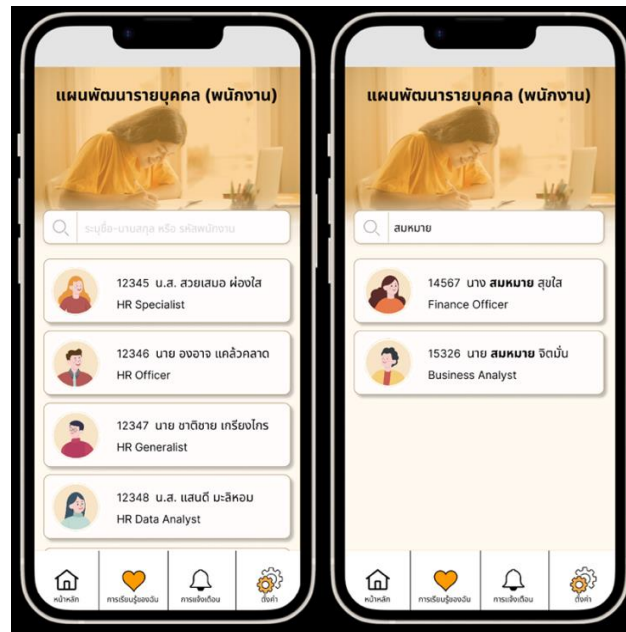 แผนพัฒนารายบุคคล (พนักงาน)
ระบุชื่อ-นามสกุล หรือ รหัสพนักงาน
12345 น.ส. สวยเสมอ ผ่องใส
HR Specialist
12346 นาย องอาจ แคล้วคลาด
HR Officer
12347 นาย ชาติชาย เกรียงไกร
HR Generalist
12348 น.ส. แสนดี มะลิหอม
HR Data Analyst
หน้าหลัก
การเรียนรู้ของฉัน
การแจ้งเตือน
ตั้งค่า
แผนพัฒนารายบุคคล (พนักงาน)
สมหมาย
14567 นาง สมหมาย สุขใส
Finance Officer
15326 นาย สมหมาย จิตมั่น
Business Analyst
หน้าหลัก
การเรียนรู้ของฉัน
การแจ้งเตือน
ตั้งค่า